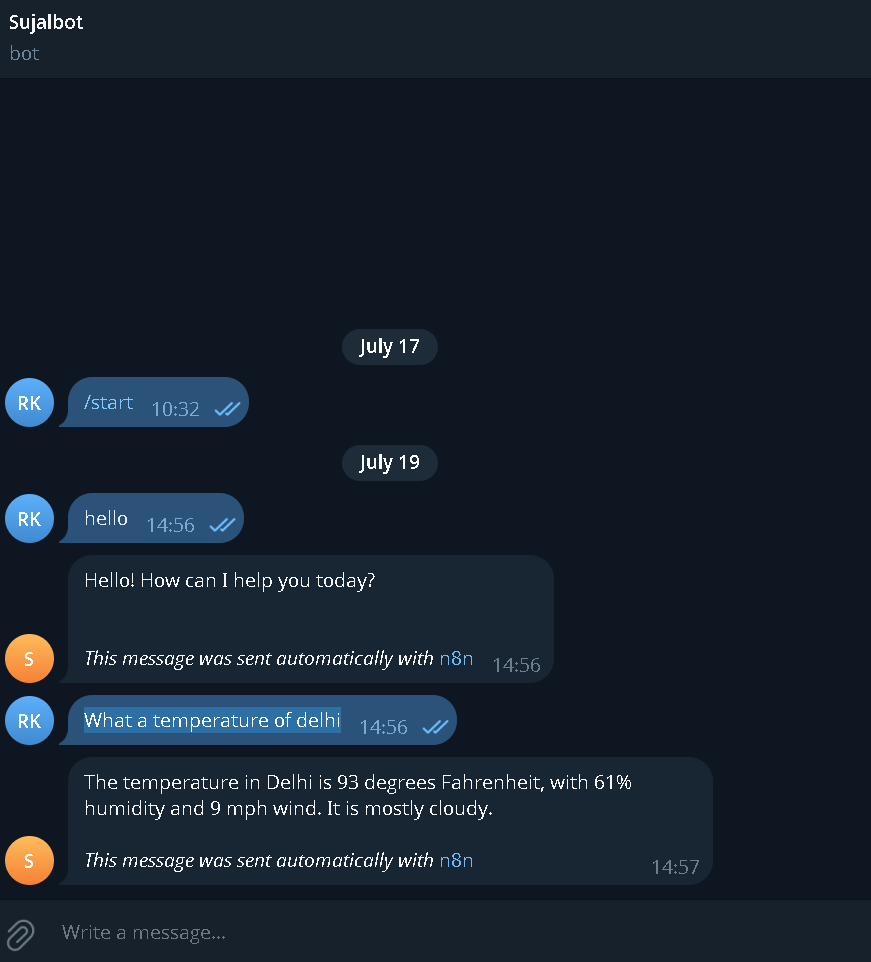 Sujalbot
bot
July 17
RK
/start 10:32
July 19
RK
hello 14:56
Hello! How can I help you today?
S
This message was sent automatically with n8n 14:56
RK
What a temperature of delhi 14:56
The temperature in Delhi is 93 degrees Fahrenheit, with 61%
humidity and 9 mph wind. It is mostly cloudy.
S
This message was sent automatically with n8n 14:57
Write a message...